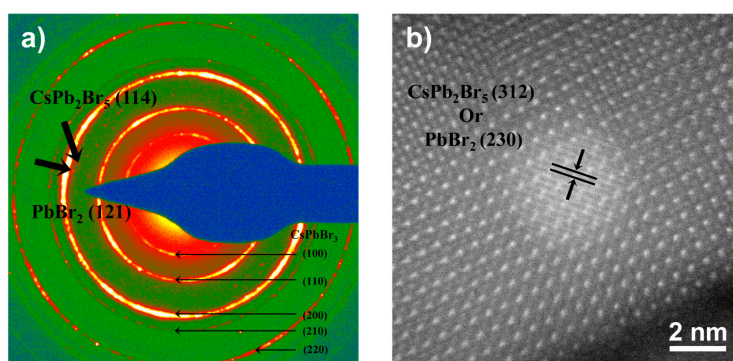 a)
CsPb₂Br₅ (114)
PbBr₂ (121)
CsPbBr₃
(100)
(110)
(200)
(210)
(220)
b)
CsPb₂Br₅ (312)
Or
PbBr₂ (230)
2 nm